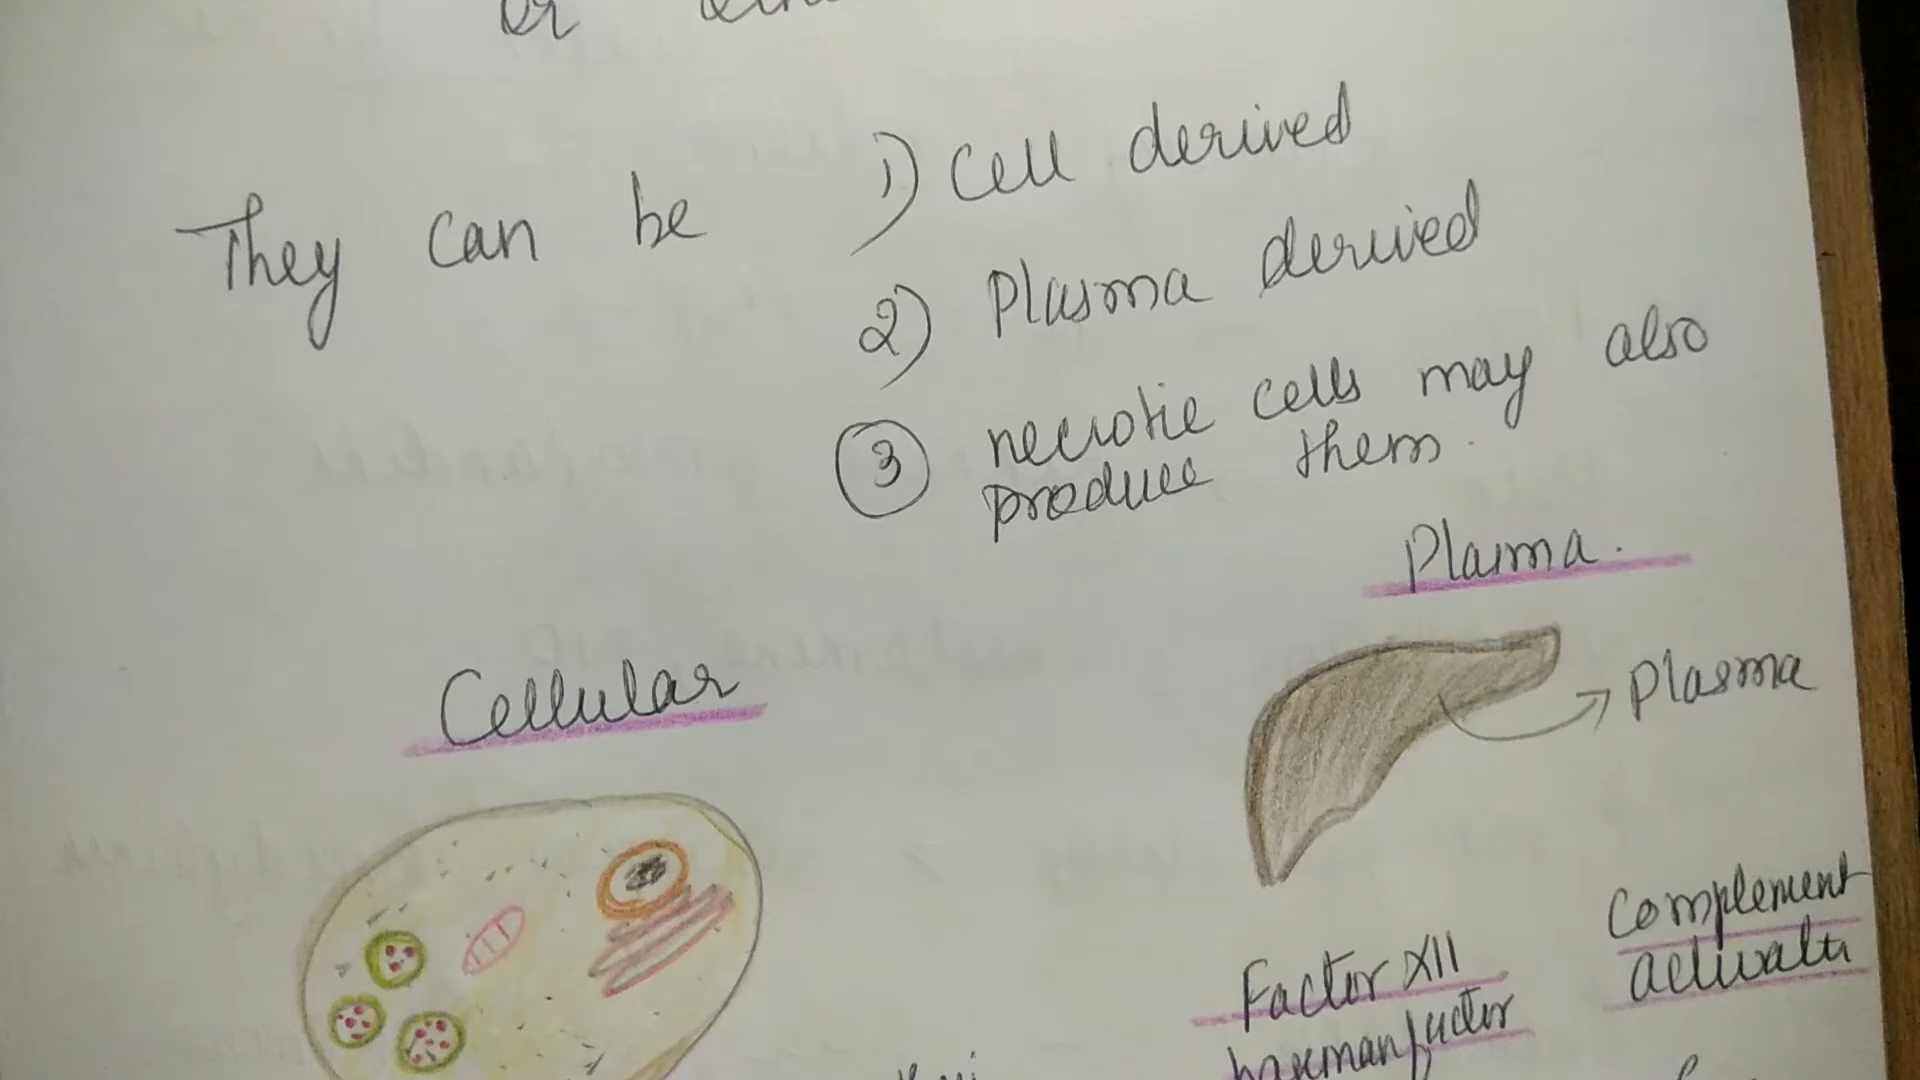 or
They can be 1) Cell derived
2) Plasma derived
3 necrotic cells may also
produce them.
Plasma.
Cellular
Plasma
Complement
Factor XII